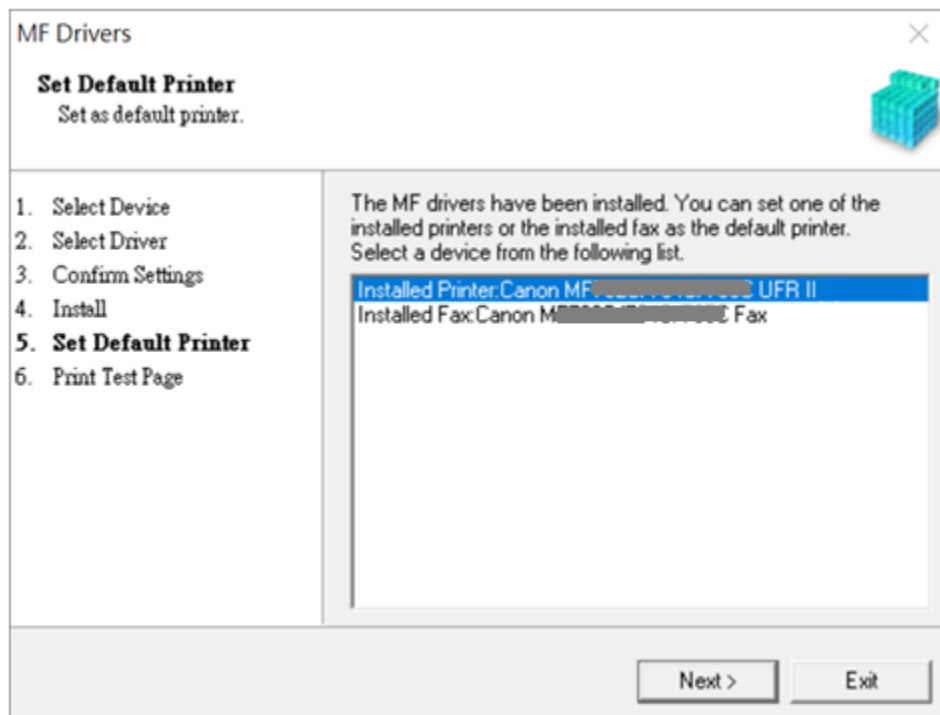 MF Drivers
Set Default Printer
Set as default printer.
1. Select Device
2. Select Driver
3. Confirm Settings
4. Install
5. Set Default Printer
6. Print Test Page
The MF drivers have been installed. You can set one of the
installed printers or the installed fax as the default printer.
Select a device from the following list.
Installed Printer:Canon UFR II
Installed Fax:Canon Fax
Next >
Exit